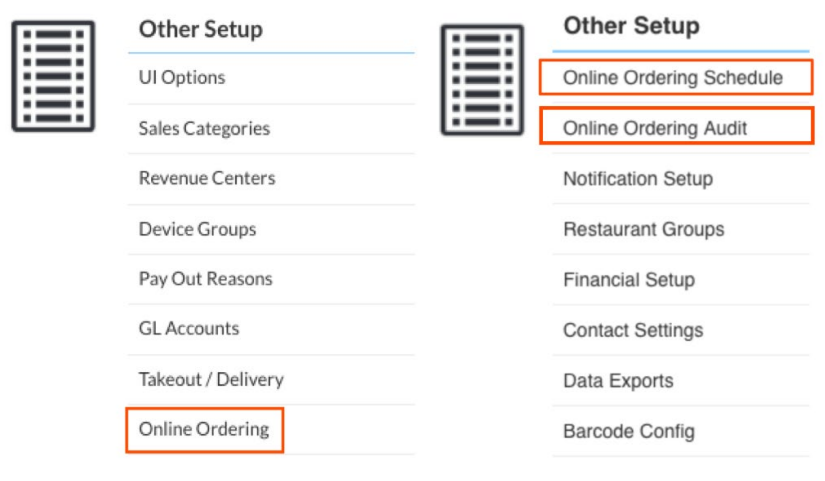 Other Setup
UI Options
Sales Categories
Revenue Centers
Device Groups
Pay Out Reasons
GL Accounts
Takeout / Delivery
Online Ordering
Other Setup
Online Ordering Schedule
Online Ordering Audit
Notification Setup
Restaurant Groups
Financial Setup
Contact Settings
Data Exports
Barcode Config